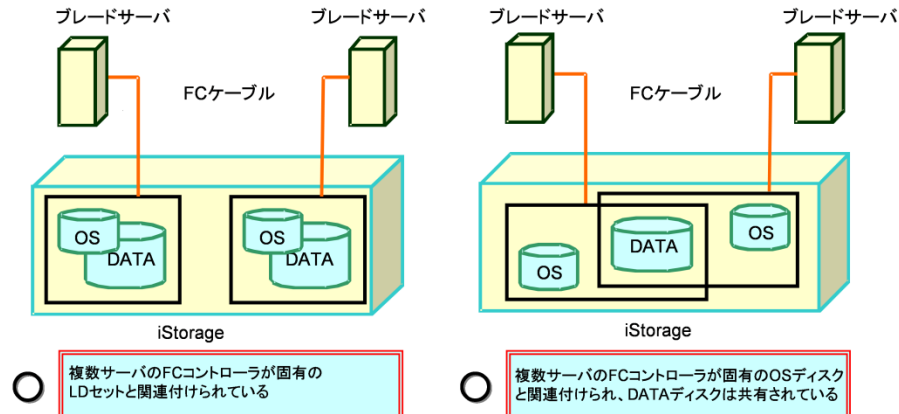 ブレードサーバ
ブレードサーバ
FCケーブル
OS
DATA
OS
DATA
iStorage
複数サーバのFCコントローラが固有の
LDセットと関連付けられている
ブレードサーバ
ブレードサーバ
FCケーブル
OS
DATA
OS
iStorage
複数サーバのFCコントローラが固有のOSディスク
と関連付けられ、DATAディスクは共有されている